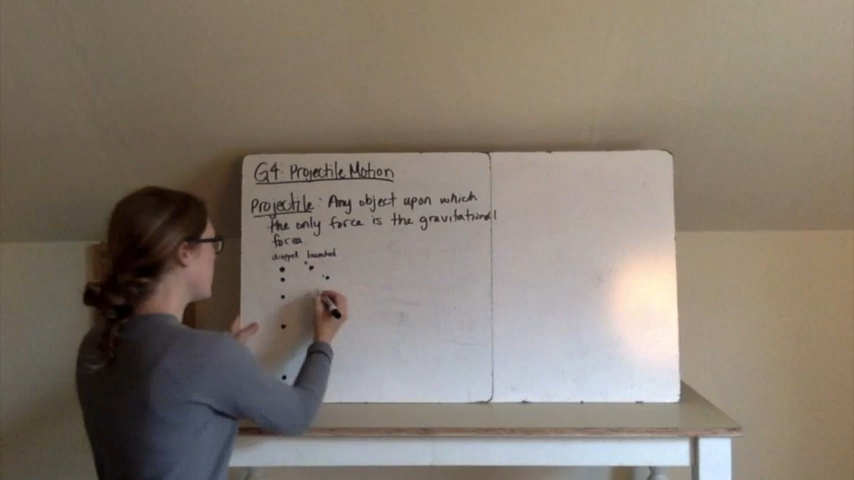 G4. Projectile Motion
Projectile: Any object upon which
the only force is the gravitational
force.
dropped launched